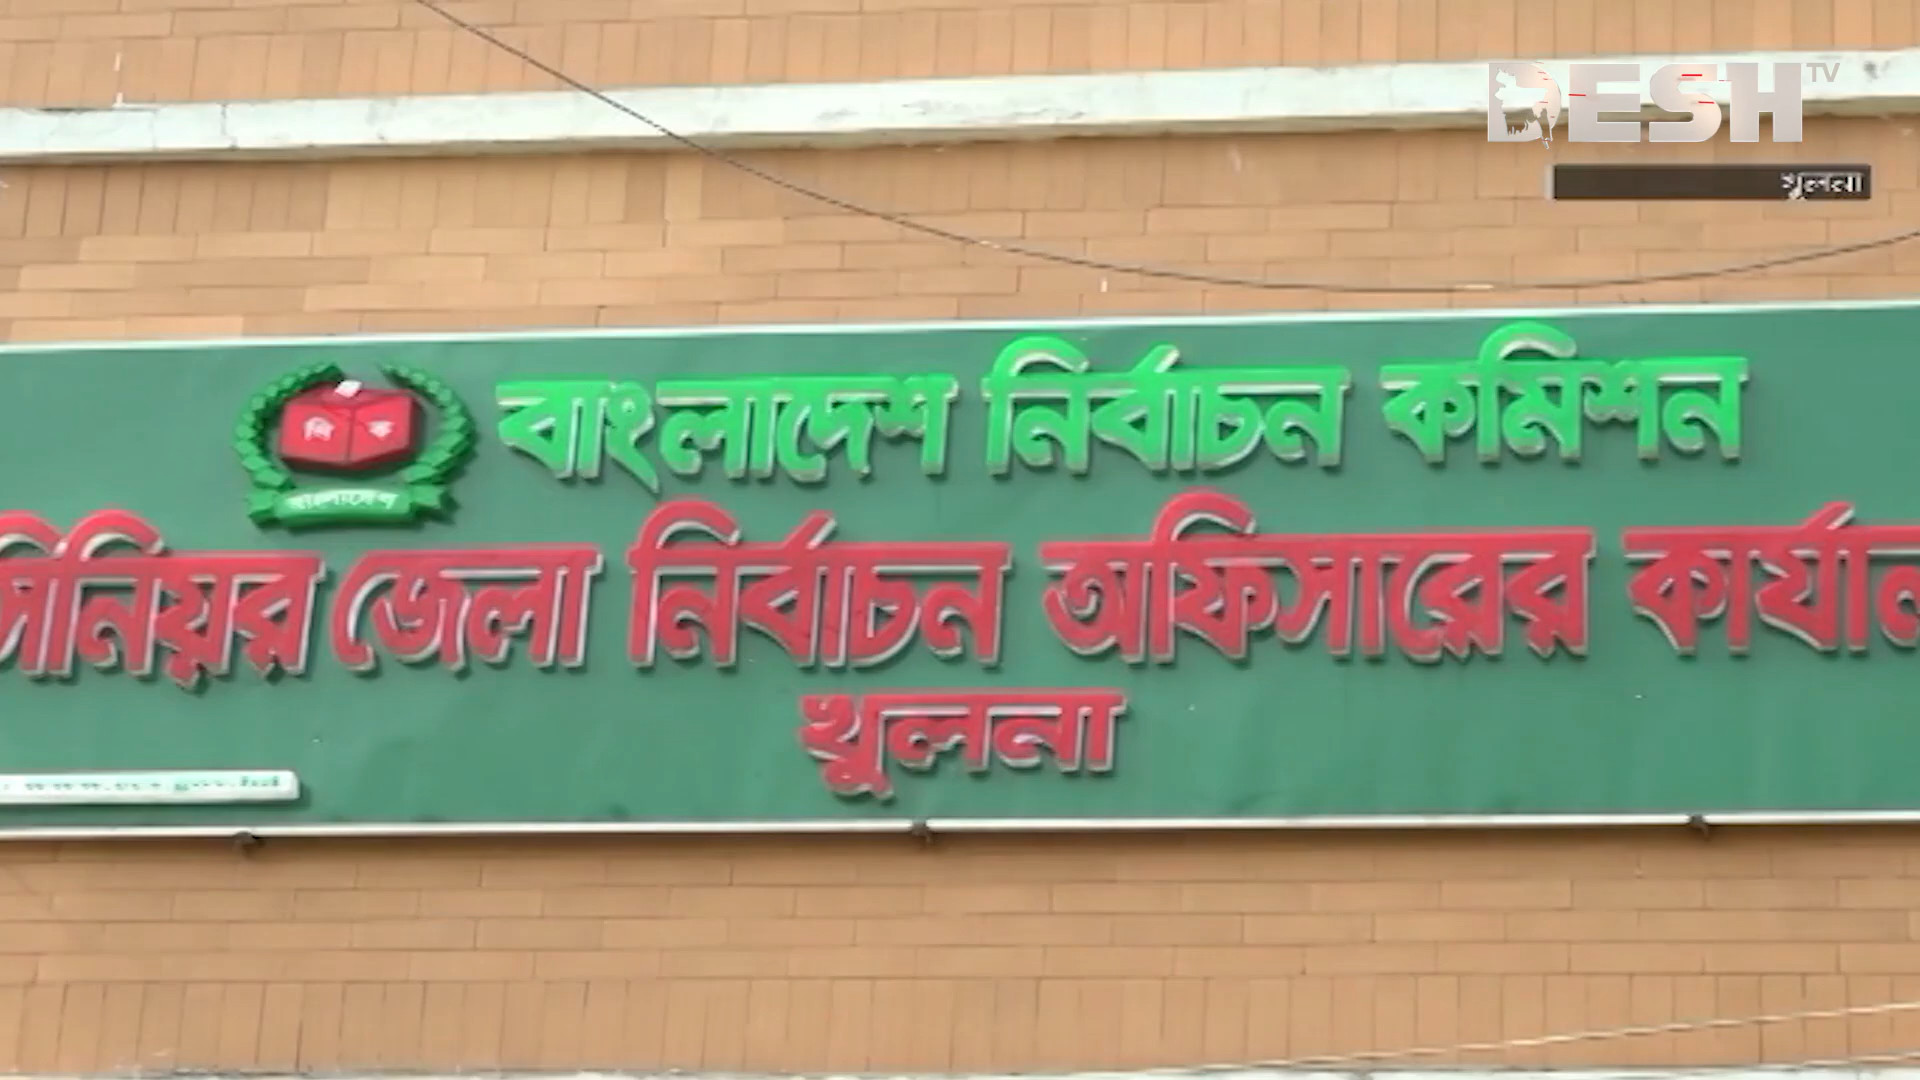 DESH TV
খুলনা
বাংলাদেশ নির্বাচন কমিশন
নি ক
বাংলাদেশ
সিনিয়র জেলা নির্বাচন অফিসারের কার্যাল
খুলনা